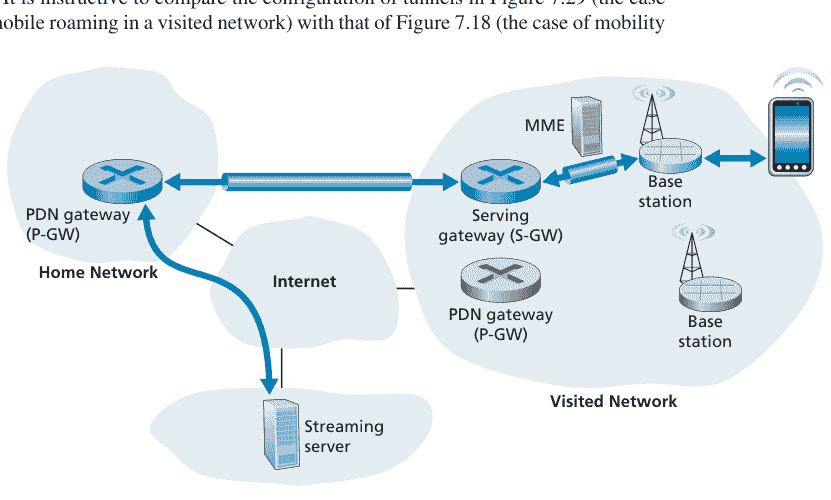 It is instructive to compare the configuration of tunnels in Figure 7.29 (the case
mobile roaming in a visited network) with that of Figure 7.18 (the case of mobility
MME
Base
station
PDN gateway
(P-GW)
Serving
gateway (S-GW)
Home Network
Internet
PDN gateway
(P-GW)
Base
station
Visited Network
Streaming
server